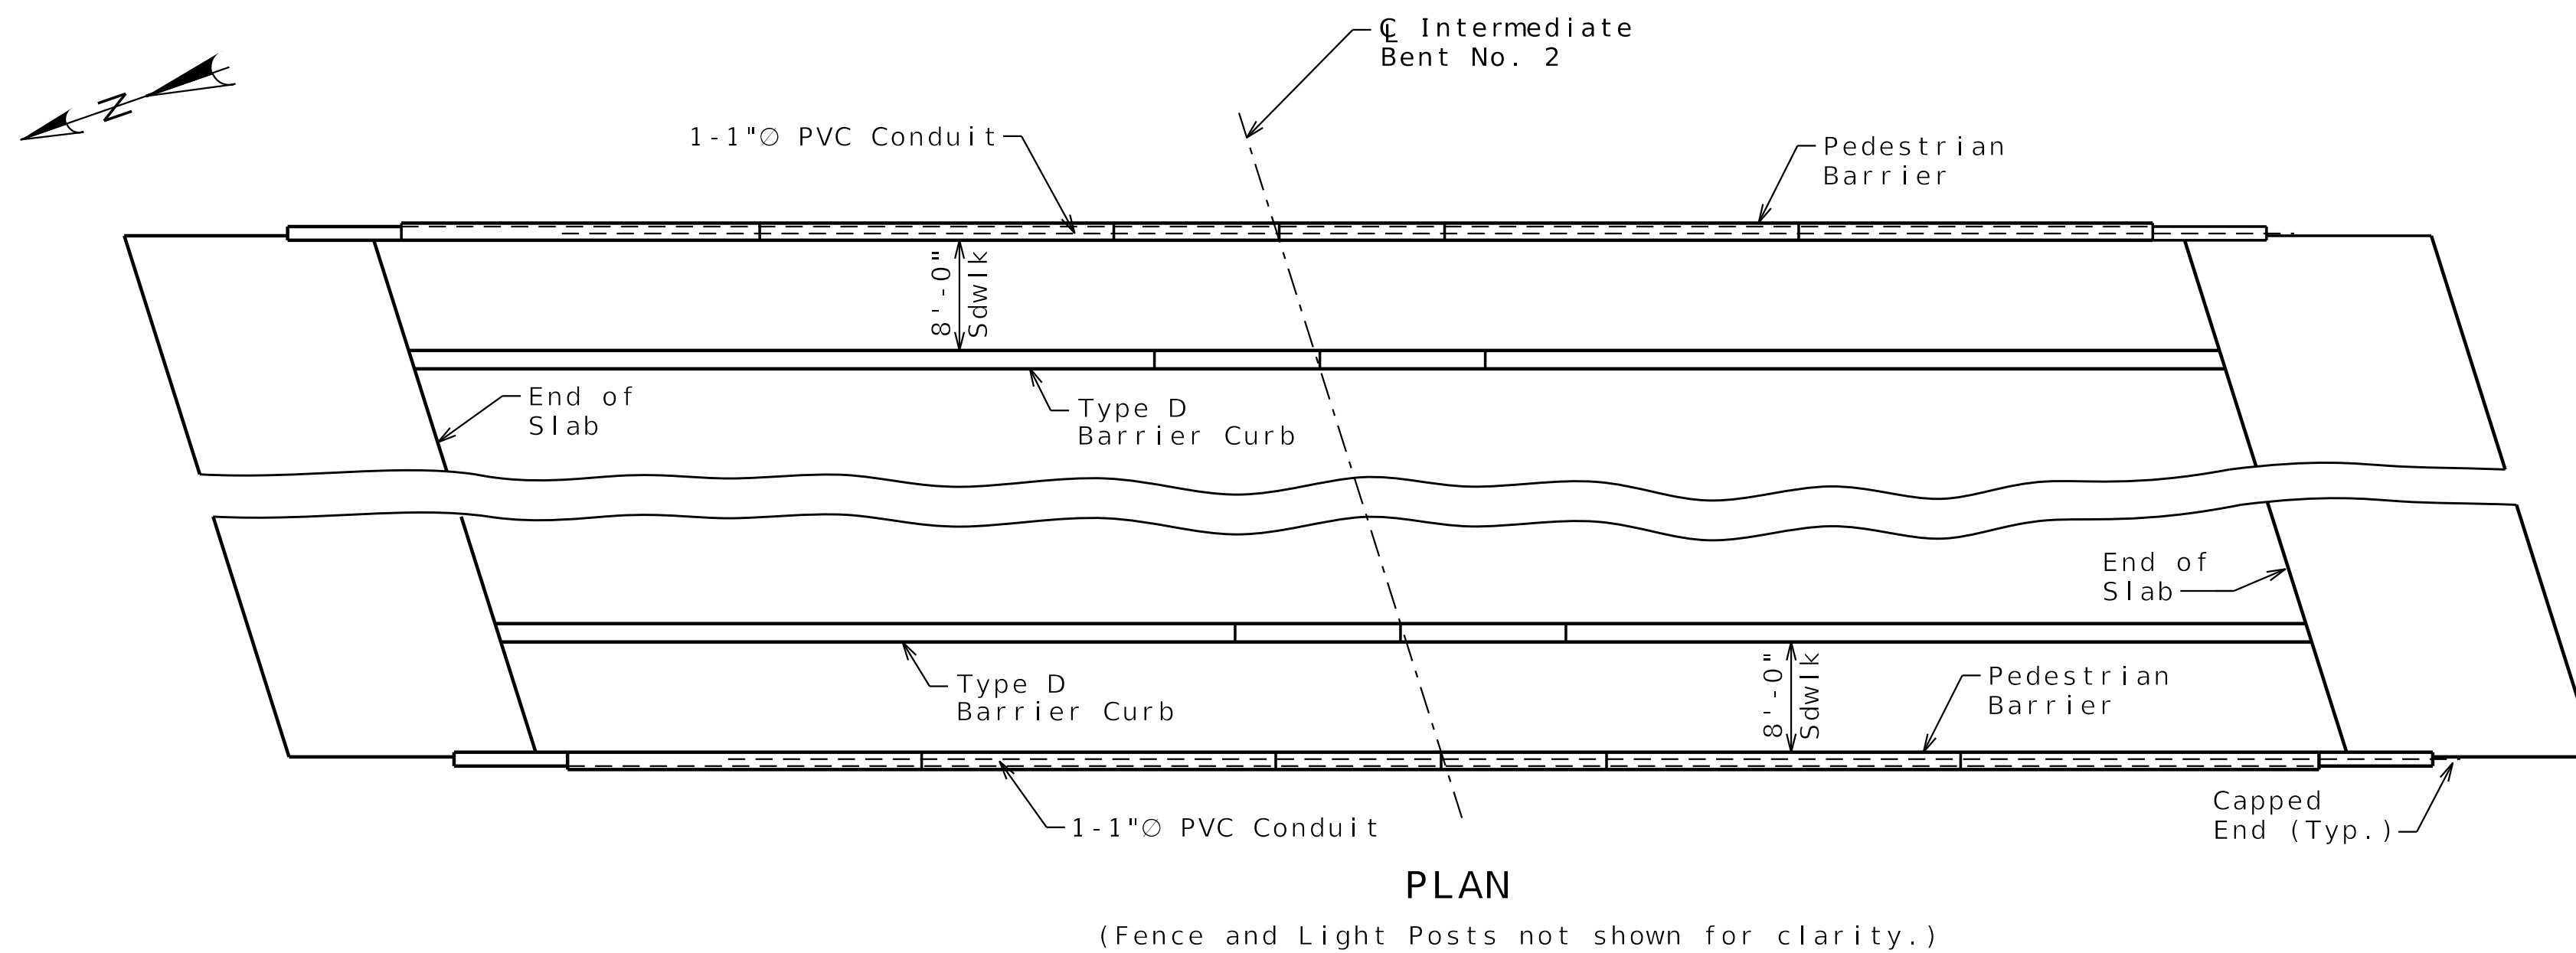 ℄ Intermediate
Bent No. 2
N
1-1"∅ PVC Conduit
Pedestrian
Barrier
8'-0"
Sdwlk
End of
Slab
Type D
Barrier Curb
End of
Slab
Type D
Barrier Curb
8'-0"
Sdwlk
Pedestrian
Barrier
1-1"∅ PVC Conduit
Capped
End (Typ.)
PLAN
(Fence and Light Posts not shown for clarity.)